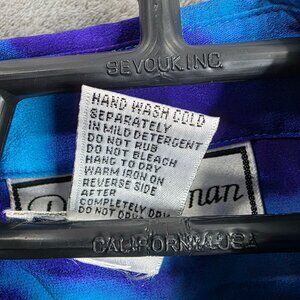 SEVOUK INC.
HAND WASH COLD
SEPARATELY
IN MILD DETERGENT
DO NOT RUB
DO NOT BLEACH
HANG TO DRY
WARM IRON ON
REVERSE SIDE
AFTER
COMPLETELY DRY
CALIFORNIA USA